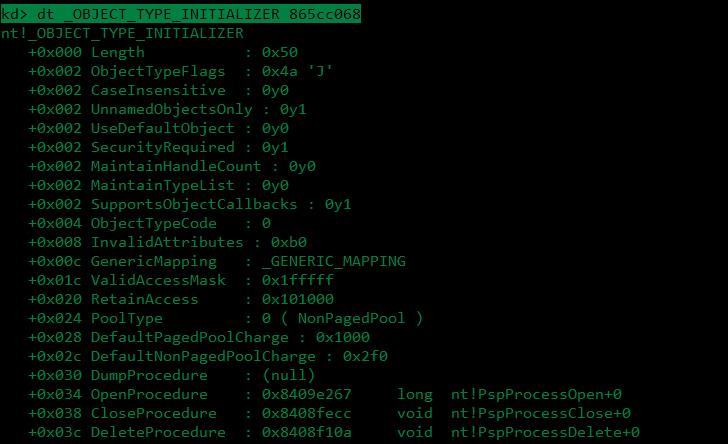 kd> dt _OBJECT_TYPE_INITIALIZER 865cc068
nt!_OBJECT_TYPE_INITIALIZER
+0x000 Length : 0x50
+0x002 ObjectTypeFlags : 0x4a 'J'
+0x002 CaseInsensitive : 0y0
+0x002 UnnamedObjectsOnly : 0y1
+0x002 UseDefaultObject : 0y0
+0x002 SecurityRequired : 0y1
+0x002 MaintainHandleCount : 0y0
+0x002 MaintainTypeList : 0y0
+0x002 SupportsObjectCallbacks : 0y1
+0x004 ObjectTypeCode : 0
+0x008 InvalidAttributes : 0xb0
+0x00c GenericMapping : _GENERIC_MAPPING
+0x01c ValidAccessMask : 0x1fffff
+0x020 RetainAccess : 0x101000
+0x024 PoolType : 0 ( NonPagedPool )
+0x028 DefaultPagedPoolCharge : 0x1000
+0x02c DefaultNonPagedPoolCharge : 0x2f0
+0x030 DumpProcedure : (null)
+0x034 OpenProcedure : 0x8409e267 long nt!PspProcessOpen+0
+0x038 CloseProcedure : 0x8408fecc void nt!PspProcessClose+0
+0x03c DeleteProcedure : 0x8408f10a void nt!PspProcessDelete+0